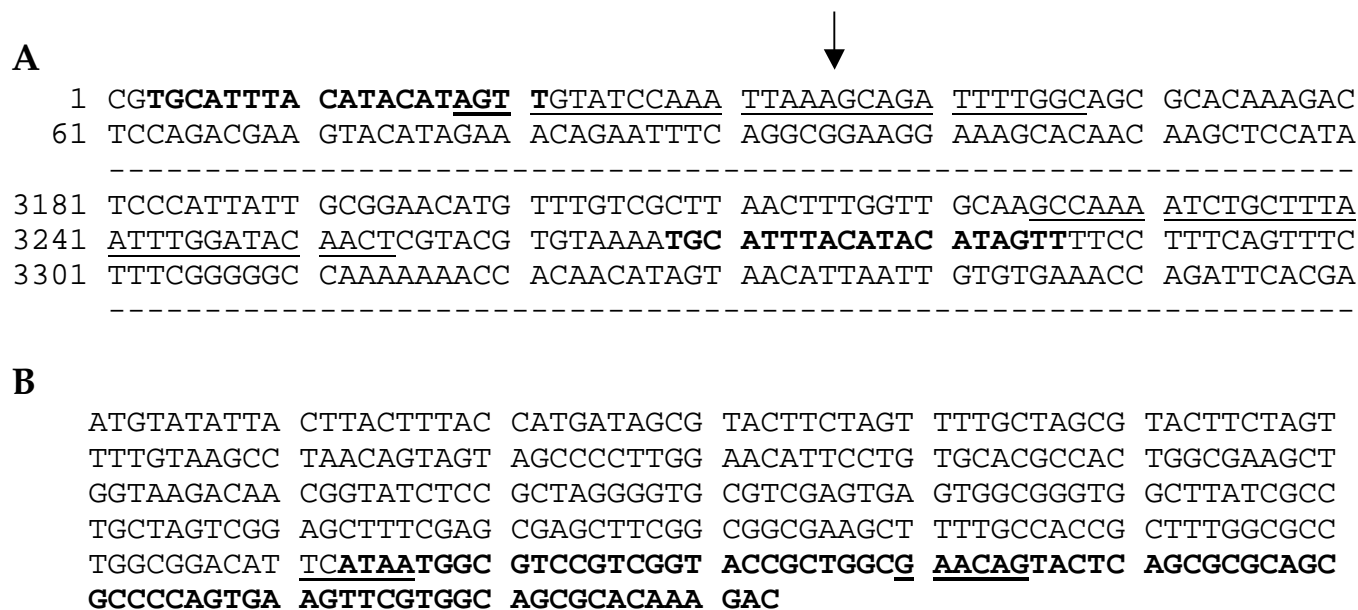 A
1 CGTGCATTTA CATACATAGT TGTATCCAAA TTAAAGCAGA TTTTGGCAGC GCACAAAGAC
61 TCCAGACGAA GTACATAGAA ACAGAATTTC AGGCGGAAGG AAAGCACAAC AAGCTCCATA
----------------------------------------------------------------
3181 TCCCATTATT GCGGAACATG TTTGTCGCTT AACTTTGGTT GCAAGCCAAA ATCTGCTTTA
3241 ATTTGGATAC AACTCGTACG TGTAAAATGC ATTTACATAC ATAGTTTTCC TTTCAGTTTC
3301 TTTCGGGGGC CAAAAAAACC ACAACATAGT AACATTAATT GTGTGAAACC AGATTCACGA
----------------------------------------------------------------
B
ATGTATATTA CTTACTTTAC CATGATAGCG TACTTCTAGT TTTGCTAGCG TACTTCTAGT
TTTGTAAGCC TAACAGTAGT AGCCCCTTGG AACATTCCTG TGCACGCCAC TGGCGAAGCT
GGTAAGACAA CGGTATCTCC GCTAGGGGTG CGTCGAGTGA GTGGCGGGTG GCTTATCGCC
TGCTAGTCGG AGCTTTCGAG CGAGCTTCGG CGGCGAAGCT TTTGCCACCG CTTTGGCGCC
TGGCGGACAT TCATAATGGC GTCCGTCGGT ACCGCTGGCG AACAGTACTC AGCGCGCAGC
GCCCCAGTGA AGTTCGTGGC AGCGCACAAA GAC